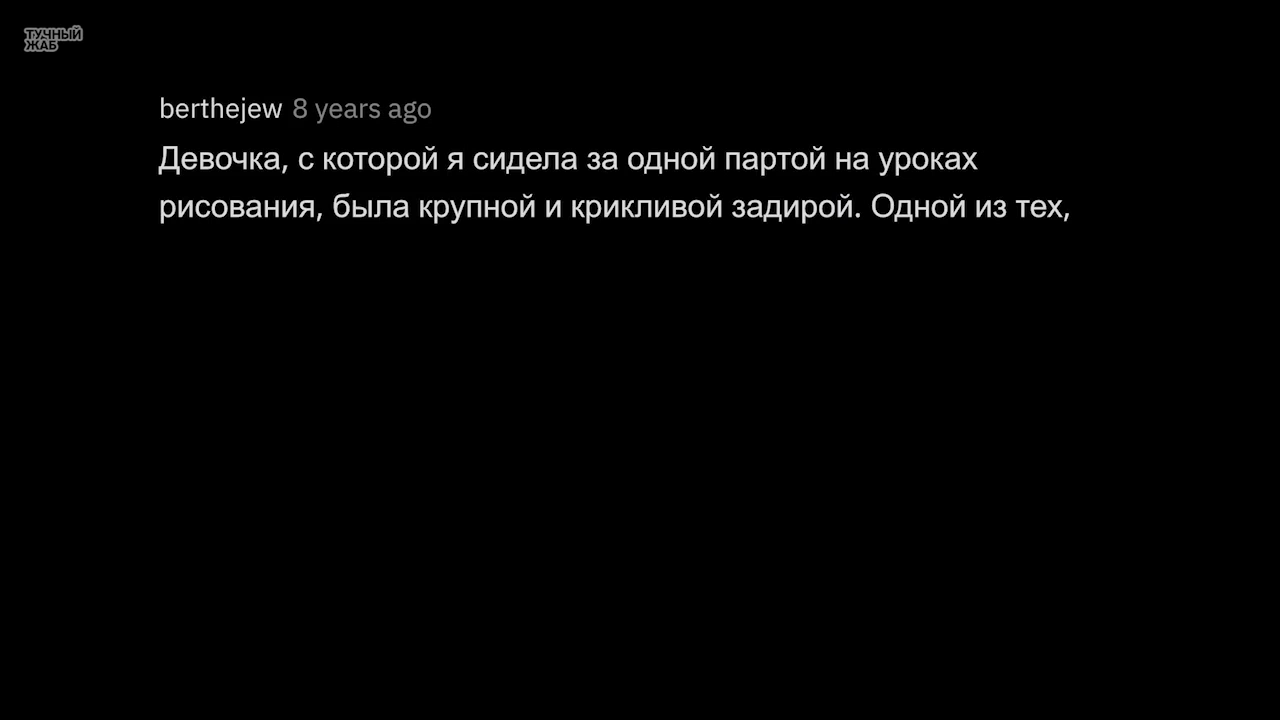 ТУЧНЫЙ
ЖАБ
berthejew 8 years ago
Девочка, с которой я сидела за одной партой на уроках
рисования, была крупной и крикливой задирой. Одной из тех,